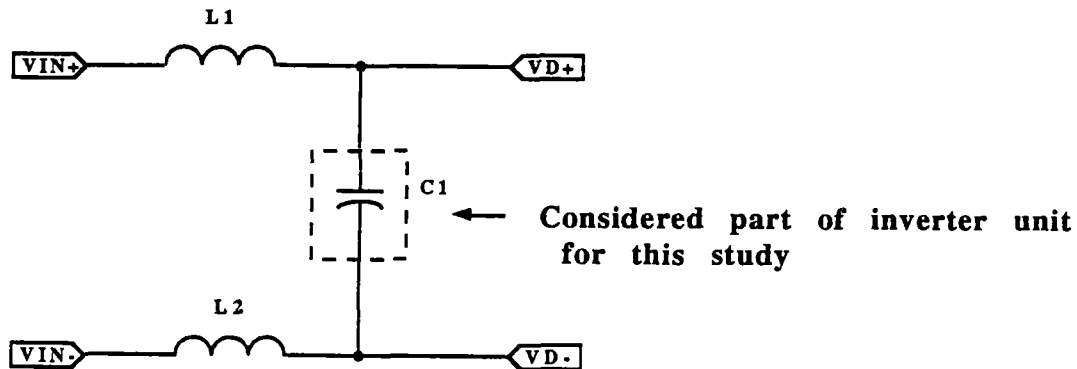 L1
VIN+
VD+
C1
Considered part of inverter unit
for this study
L2
VIN-
VD-